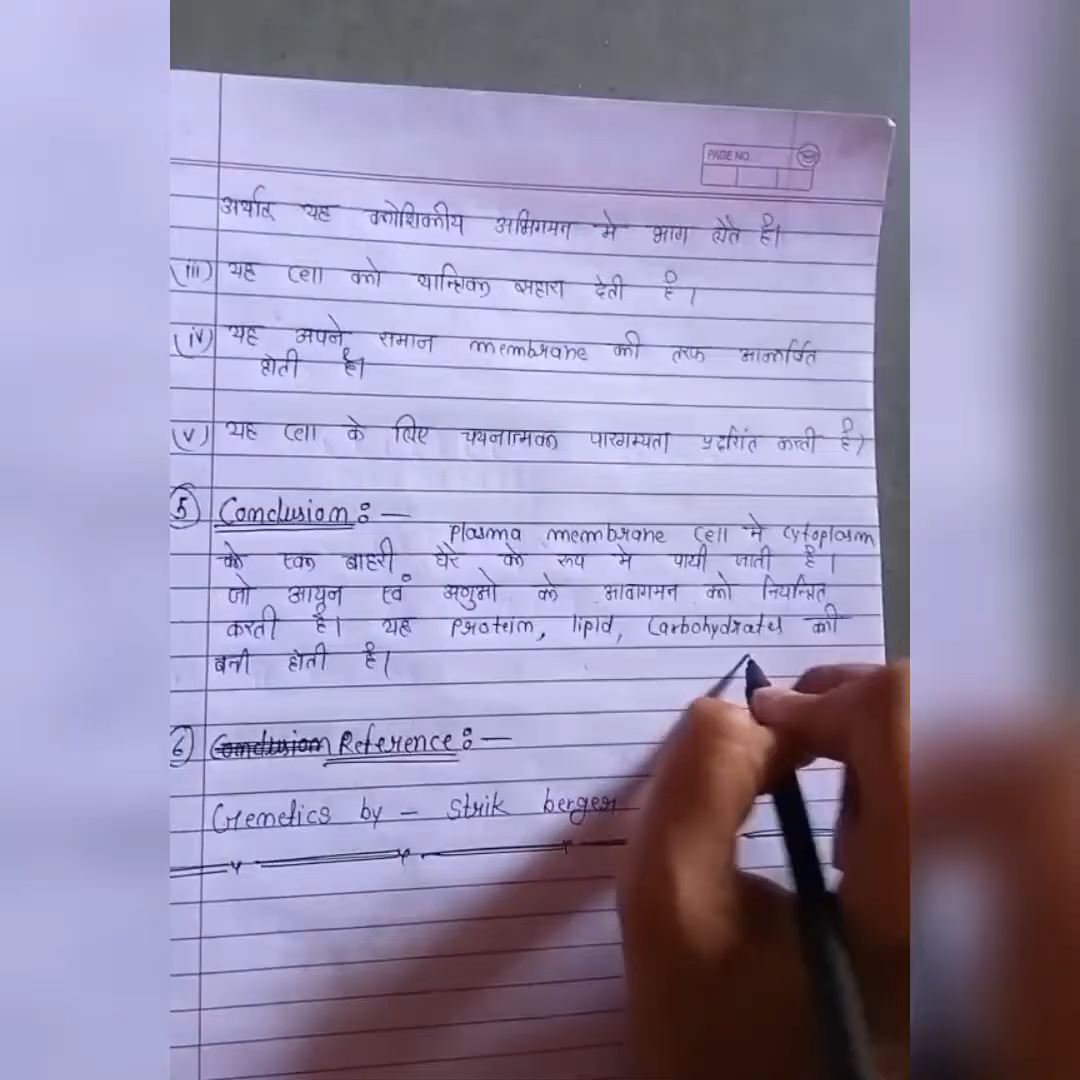 PAGE NO.
अर्थात् यह कोशिकीय अभिगमन मे भाग लेते है।
(iii) यह cell को यान्त्रिक सहारा देती है।
(iv) यह अपने समान membrane की तरफ आकर्षित
होती है।
(v) यह cell के लिए चयनात्मक पारगम्यता प्रदर्शित करती है।
5 Conclusion :—
plasma membrane cell मे cytoplasm
के एक बाहरी घेरे के रूप मे पायी जाती है।
जो आयन एवं अणुओ के आवागमन को नियन्त्रित
करती है। यह protein, lipid, carbohydrates की
बनी होती है।
6 Conclusion Reference :—
Genetics by – strik berger